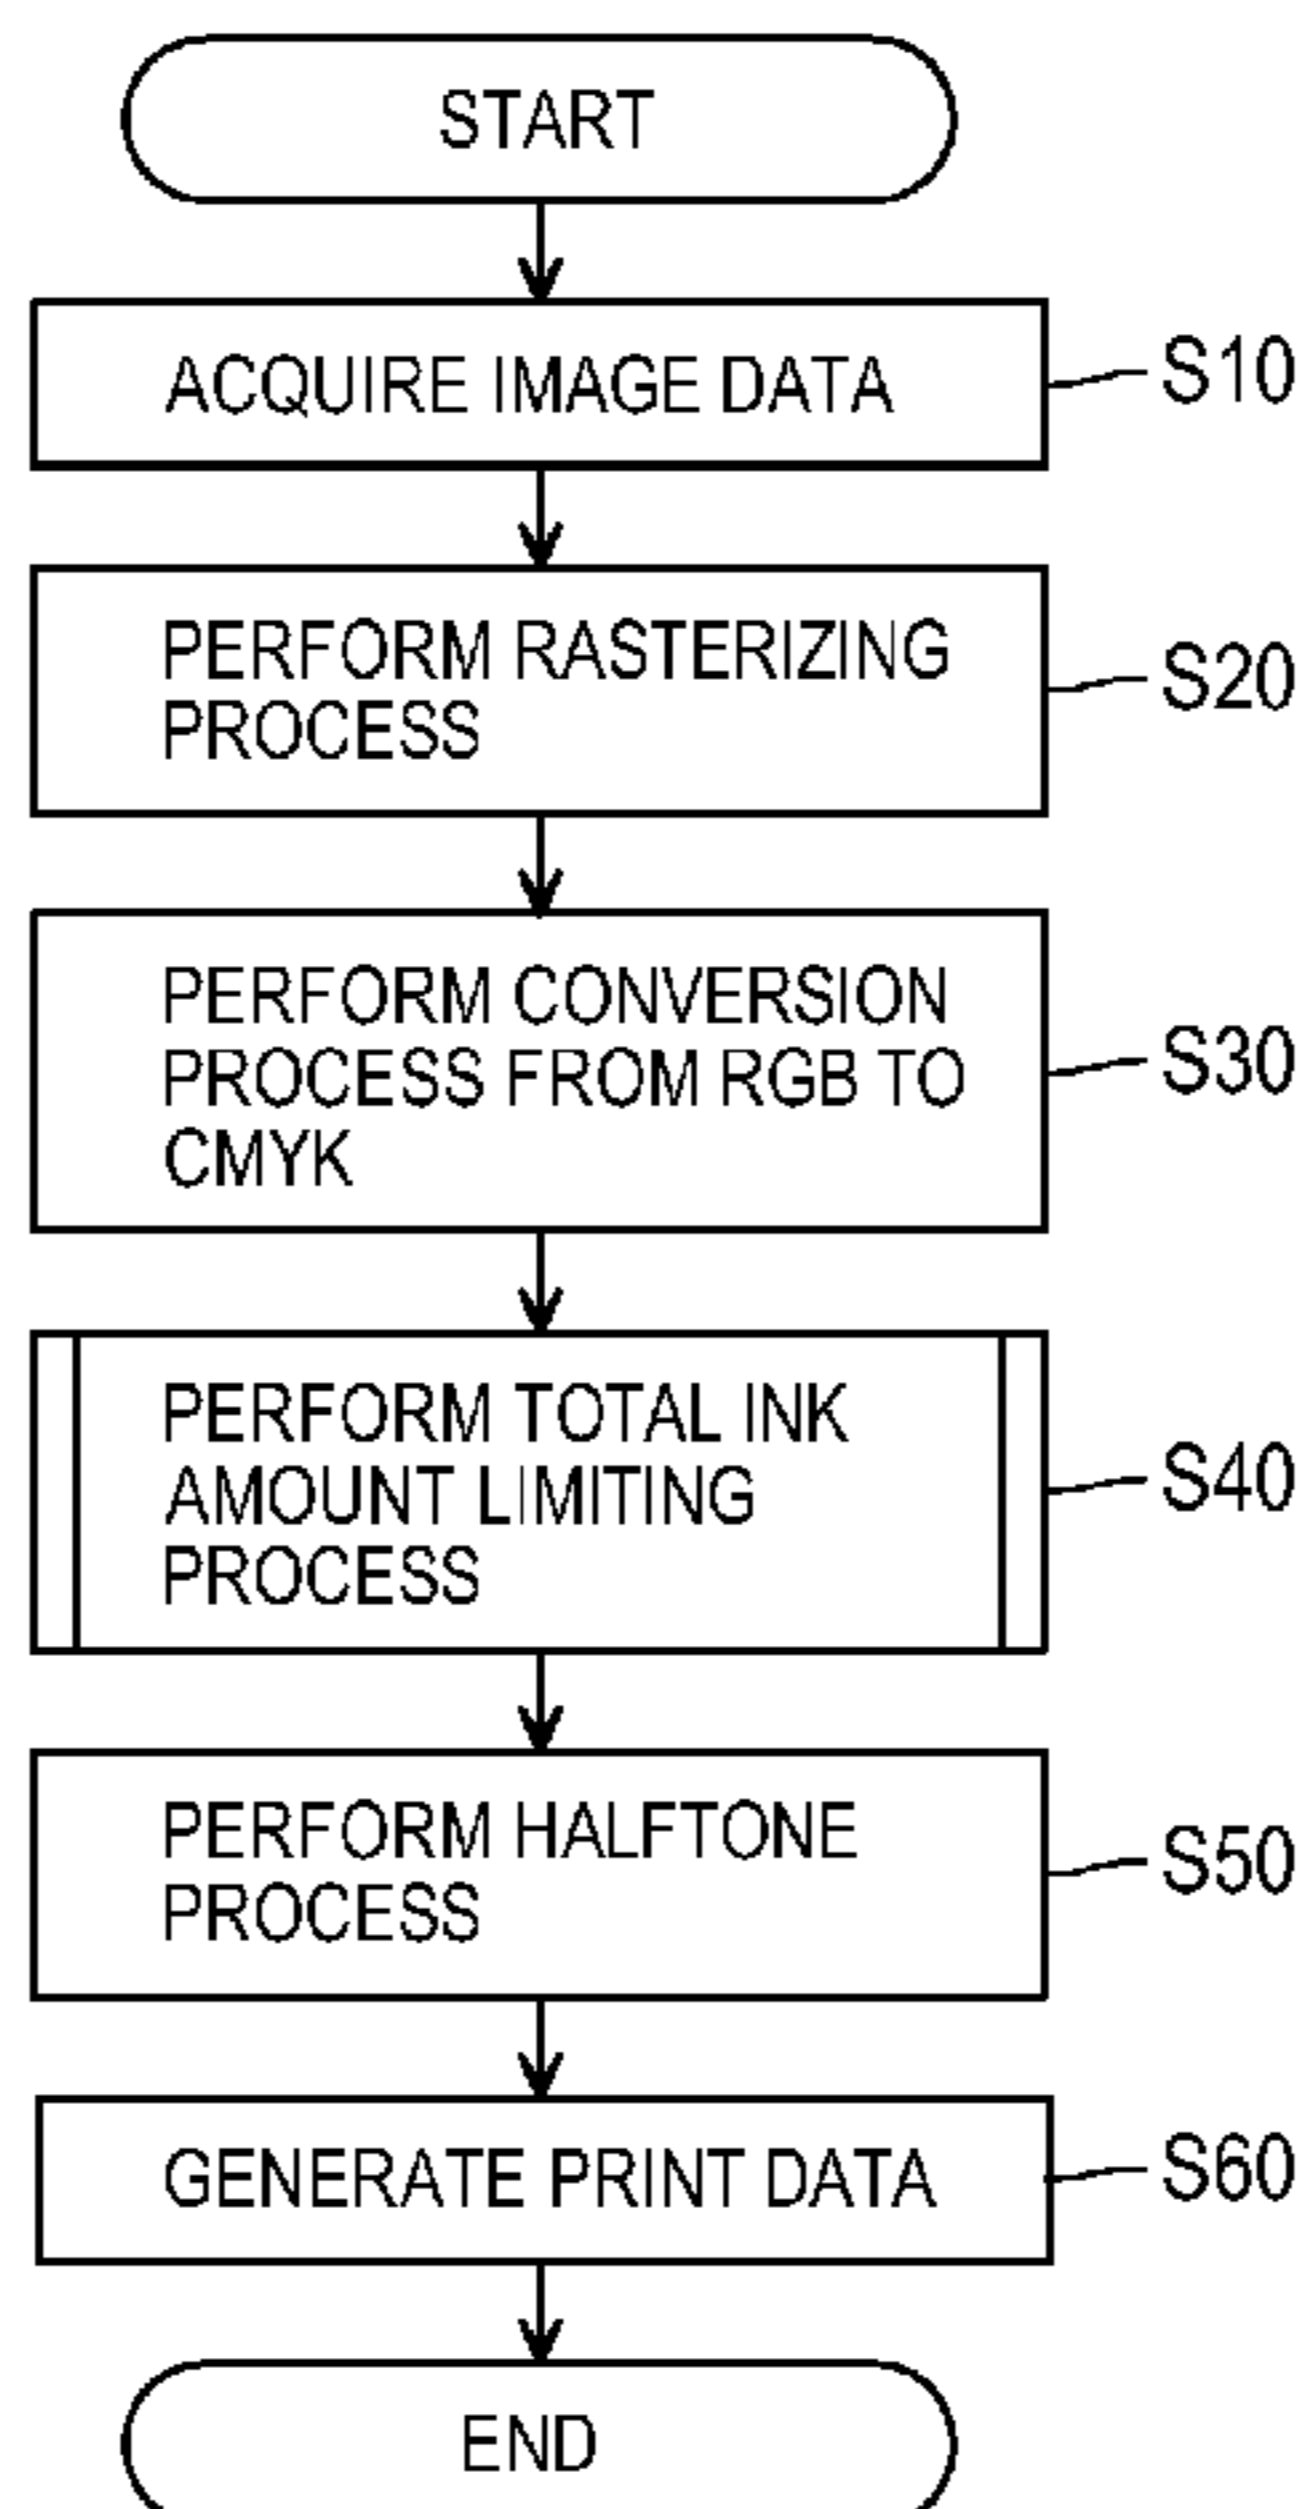 START
ACQUIRE IMAGE DATA
S10
PERFORM RASTERIZING
PROCESS
S20
PERFORM CONVERSION
PROCESS FROM RGB TO
CMYK
S30
PERFORM TOTAL INK
AMOUNT LIMITING
PROCESS
S40
PERFORM HALFTONE
PROCESS
S50
GENERATE PRINT DATA
S60
END